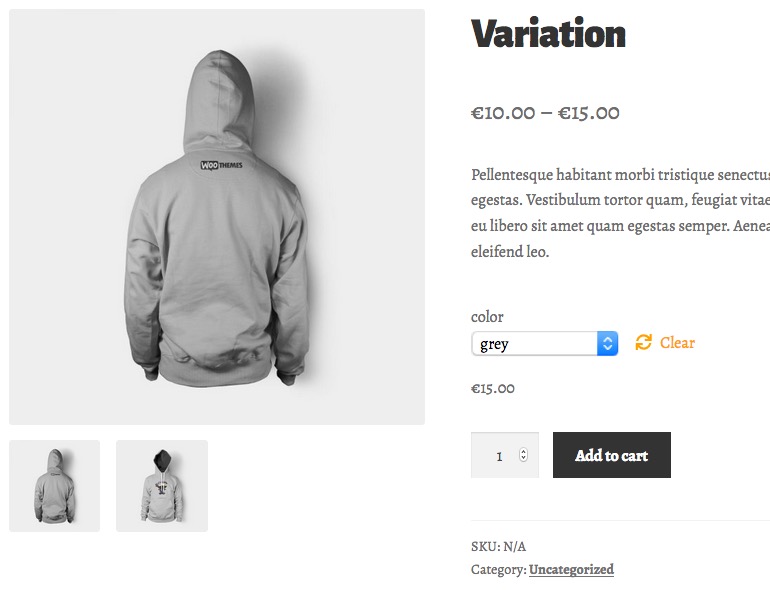 WOO THEMES
Variation
€10.00 – €15.00
Pellentesque habitant morbi tristique senectus
egestas. Vestibulum tortor quam, feugiat vitae
eu libero sit amet quam egestas semper. Aenea
eleifend leo.
color
grey
Clear
€15.00
1
Add to cart
SKU: N/A
Category: Uncategorized